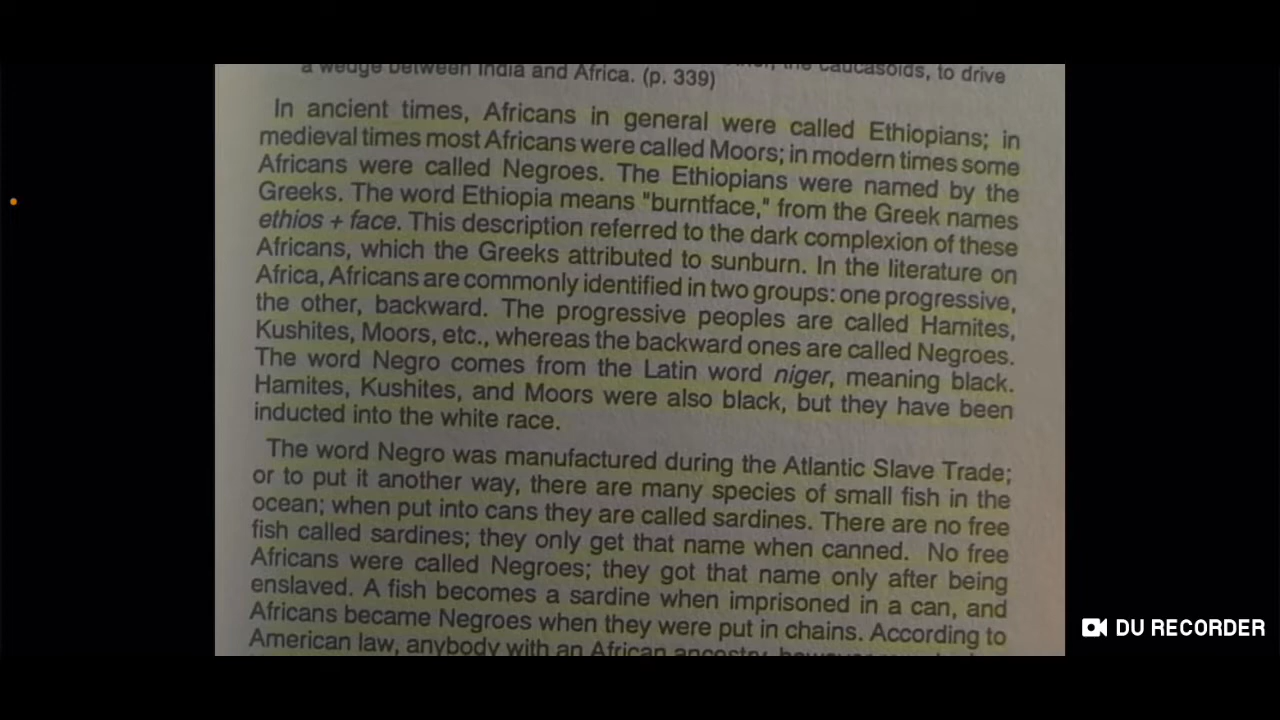 a wedge between India and Africa. (p. 339) the caucasoids, to drive
In ancient times, Africans in general were called Ethiopians; in
medieval times most Africans were called Moors; in modern times some
Africans were called Negroes. The Ethiopians were named by the
Greeks. The word Ethiopia means "burntface," from the Greek names
ethios + face. This description referred to the dark complexion of these
Africans, which the Greeks attributed to sunburn. In the literature on
Africa, Africans are commonly identified in two groups: one progressive,
the other, backward. The progressive peoples are called Hamites,
Kushites, Moors, etc., whereas the backward ones are called Negroes.
The word Negro comes from the Latin word niger, meaning black.
Hamites, Kushites, and Moors were also black, but they have been
inducted into the white race.
The word Negro was manufactured during the Atlantic Slave Trade;
or to put it another way, there are many species of small fish in the
ocean; when put into cans they are called sardines. There are no free
fish called sardines; they only get that name when canned. No free
Africans were called Negroes; they got that name only after being
enslaved. A fish becomes a sardine when imprisoned in a can, and
Africans became Negroes when they were put in chains. According to
American law, anybody with an African ancestry, however
DU RECORDER